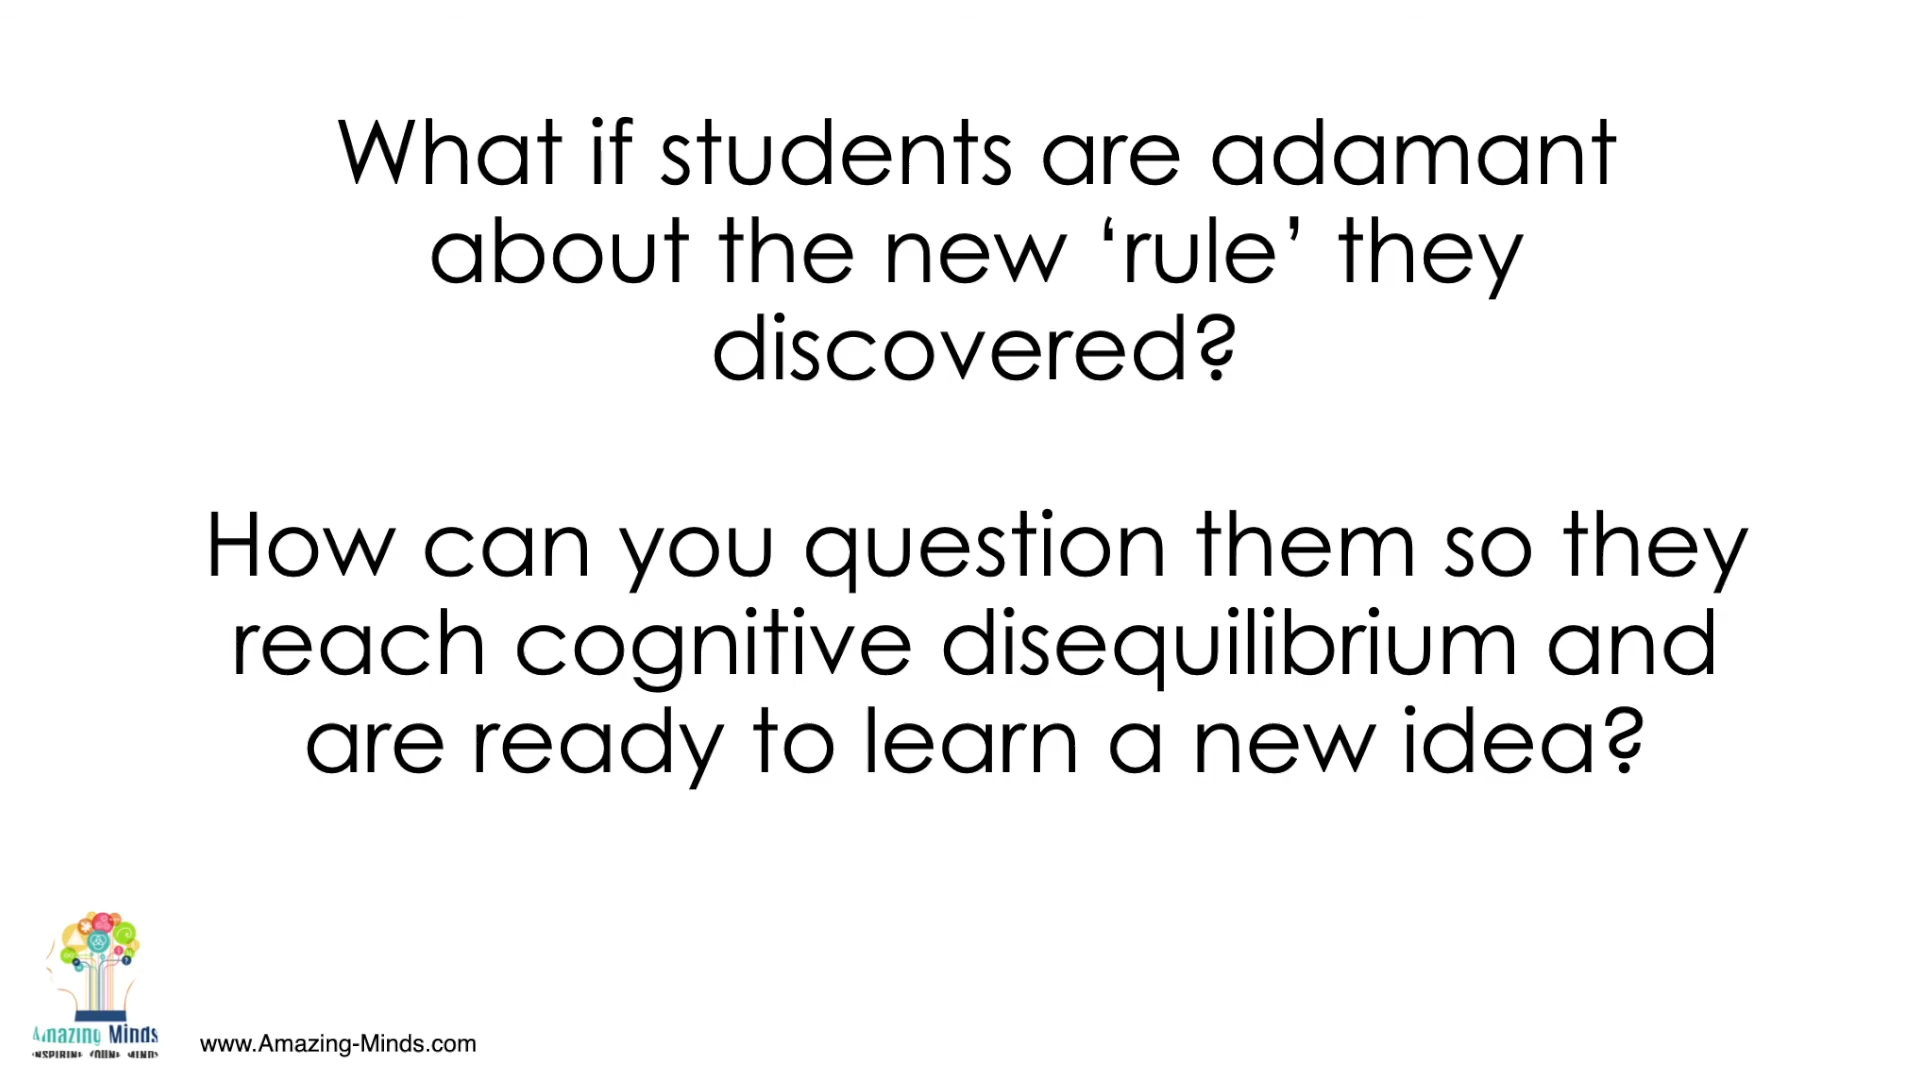 What if students are adamant
about the new ‘rule’ they
discovered?
How can you question them so they
reach cognitive disequilibrium and
are ready to learn a new idea?
Amazing Minds
www.Amazing-Minds.com